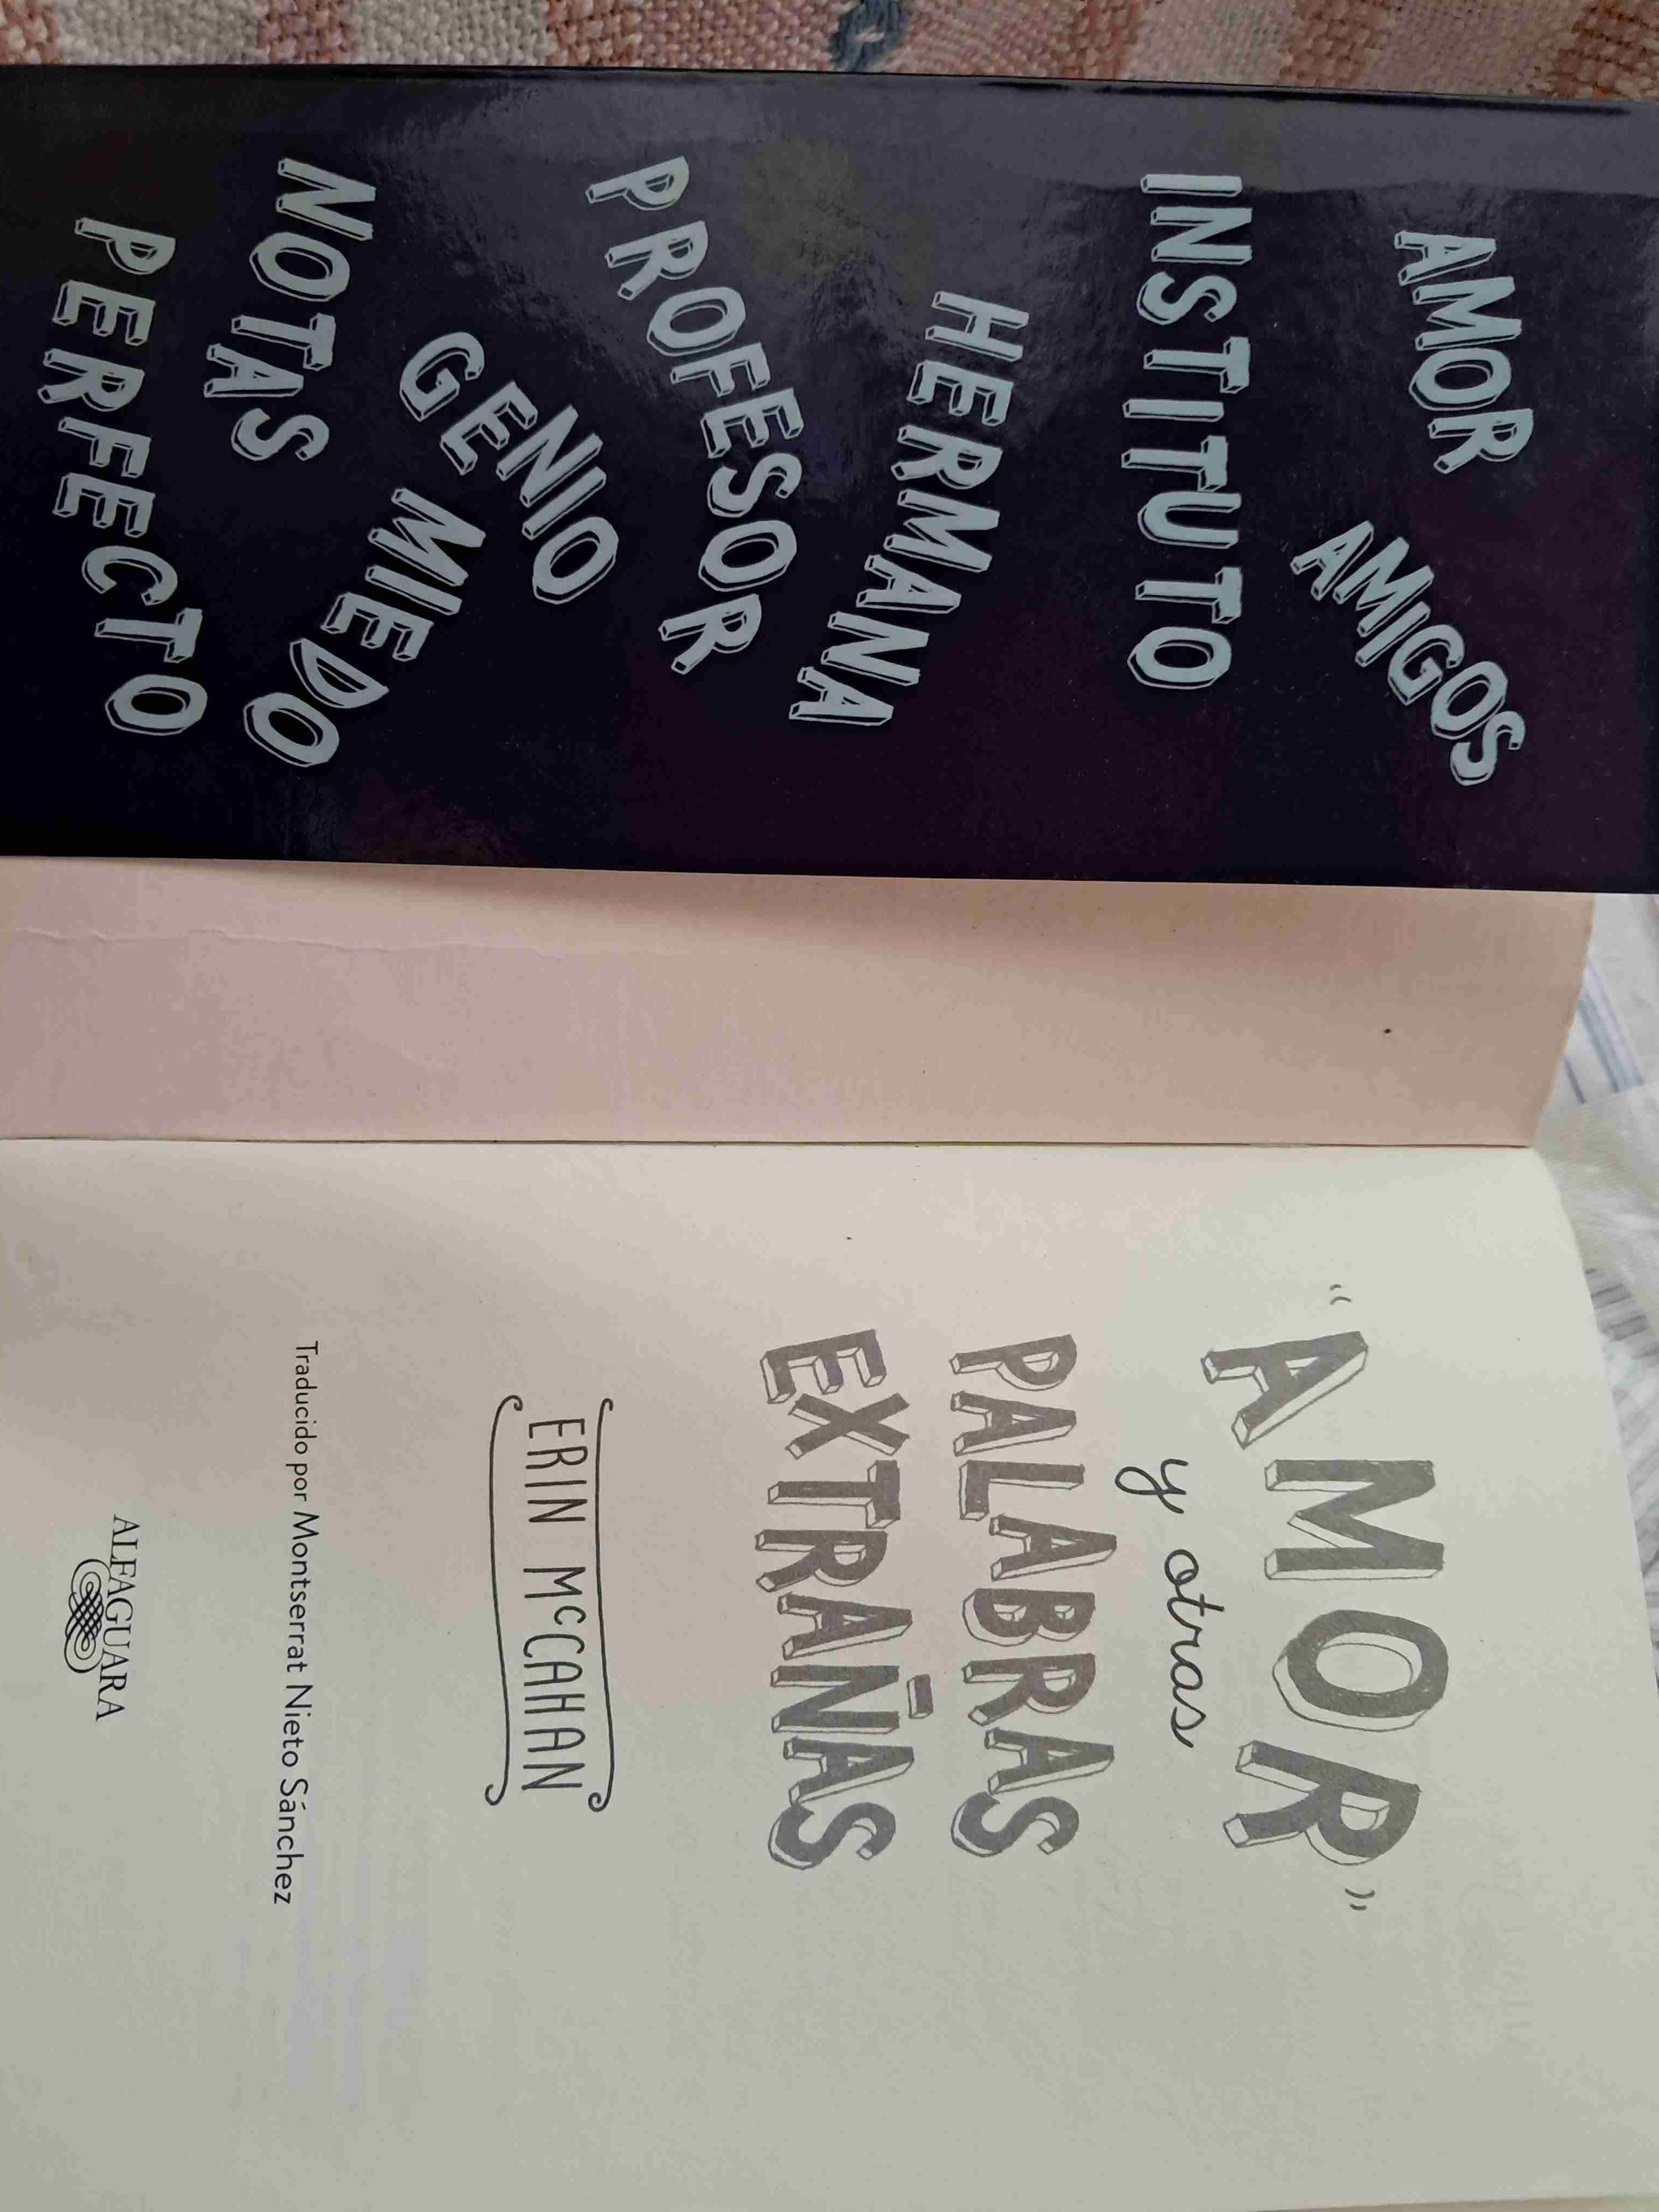 AMOR
AMIGOS
INSTITUTO
HERMANA
PROFESOR
GENIO
NOTAS
MIEDO
PERFECTO
“AMOR”
y otras
PALABRAS
EXTRAÑAS
ERIN McCAHAN
Traducido por Montserrat Nieto Sánchez
ALFAGUARA